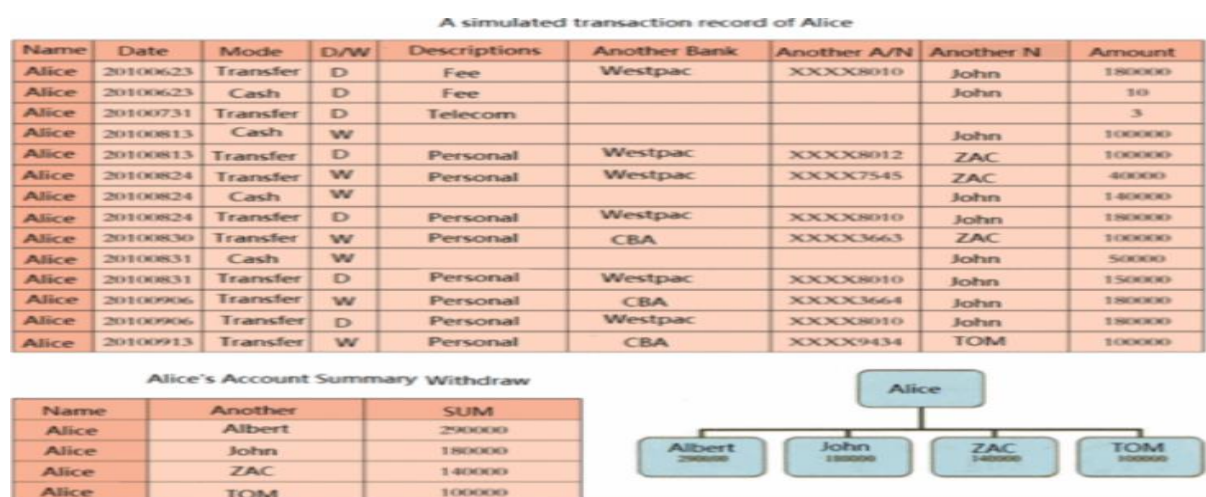 A simulated transaction record of Alice
Name Date Mode D/W Descriptions Another Bank Another A/N Another N Amount
Alice 20100623 Transfer D Fee Westpac XXXX8010 John 180000
Alice 20100623 Cash D Fee John 10
Alice 20100731 Transfer D Telecom 3
Alice 20100813 Cash W John 100000
Alice 20100813 Transfer D Personal Westpac XXXX8012 ZAC 100000
Alice 20100824 Transfer W Personal Westpac XXXX7545 ZAC 40000
Alice 20100824 Cash W John 140000
Alice 20100824 Transfer D Personal Westpac XXXX8010 John 180000
Alice 20100830 Transfer W Personal CBA XXXX3663 ZAC 100000
Alice 20100831 Cash W John 50000
Alice 20100831 Transfer D Personal Westpac XXXX8010 John 150000
Alice 20100906 Transfer W Personal CBA XXXX3664 John 180000
Alice 20100906 Transfer D Personal Westpac XXXX8010 John 180000
Alice 20100913 Transfer W Personal CBA XXXX9434 TOM 100000
Alice's Account Summary Withdraw
Name Another SUM
Alice Albert 290000
Alice John 180000
Alice ZAC 140000
Alice TOM 100000
Alice
Albert John ZAC TOM
290000 180000 140000 100000